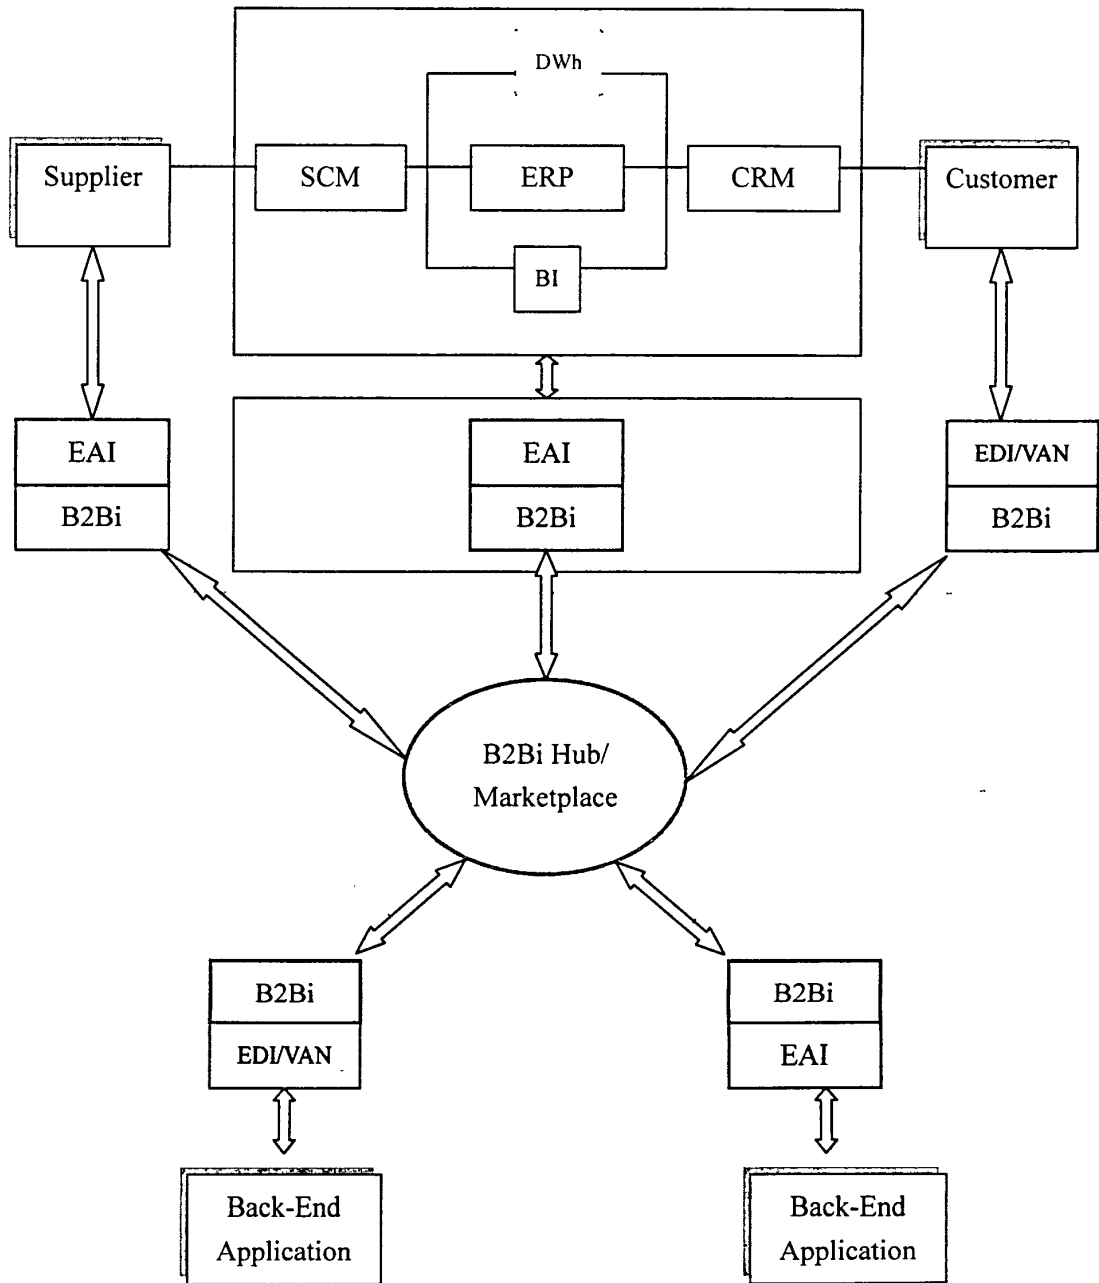 DWh
Supplier
SCM
ERP
CRM
Customer
BI
EAI
B2Bi
EAI
B2Bi
EDI/VAN
B2Bi
B2Bi Hub/
Marketplace
B2Bi
EDI/VAN
B2Bi
EAI
Back-End
Application
Back-End
Application